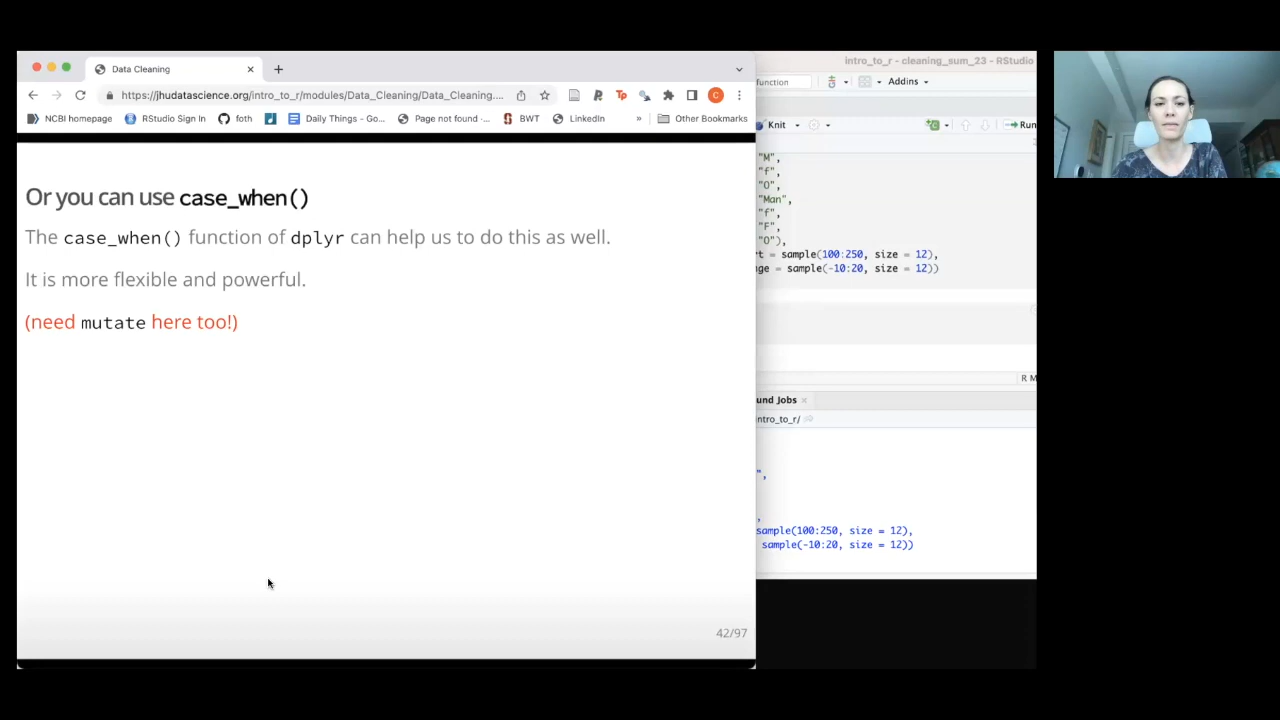 Data Cleaning
https://jhudatascience.org/intro_to_r/modules/Data_Cleaning/Data_Cleaning....
NCBI homepage
RStudio Sign In
foth
Daily Things - Go...
Page not found -...
BWT
LinkedIn
»
Other Bookmarks
Or you can use case_when()
The case_when() function of dplyr can help us to do this as well.
It is more flexible and powerful.
(need mutate here too!)
42/97
intro_to_r - cleaning_sum_23 - RStudio
function
Addins
Knit
Run
"M",
"f",
"O",
"Man",
"f",
"F",
"O"),
rt = sample(100:250, size = 12),
ge = sample(-10:20, size = 12))
R M
und Jobs
intro_to_r/
",
,
sample(100:250, size = 12),
sample(-10:20, size = 12))